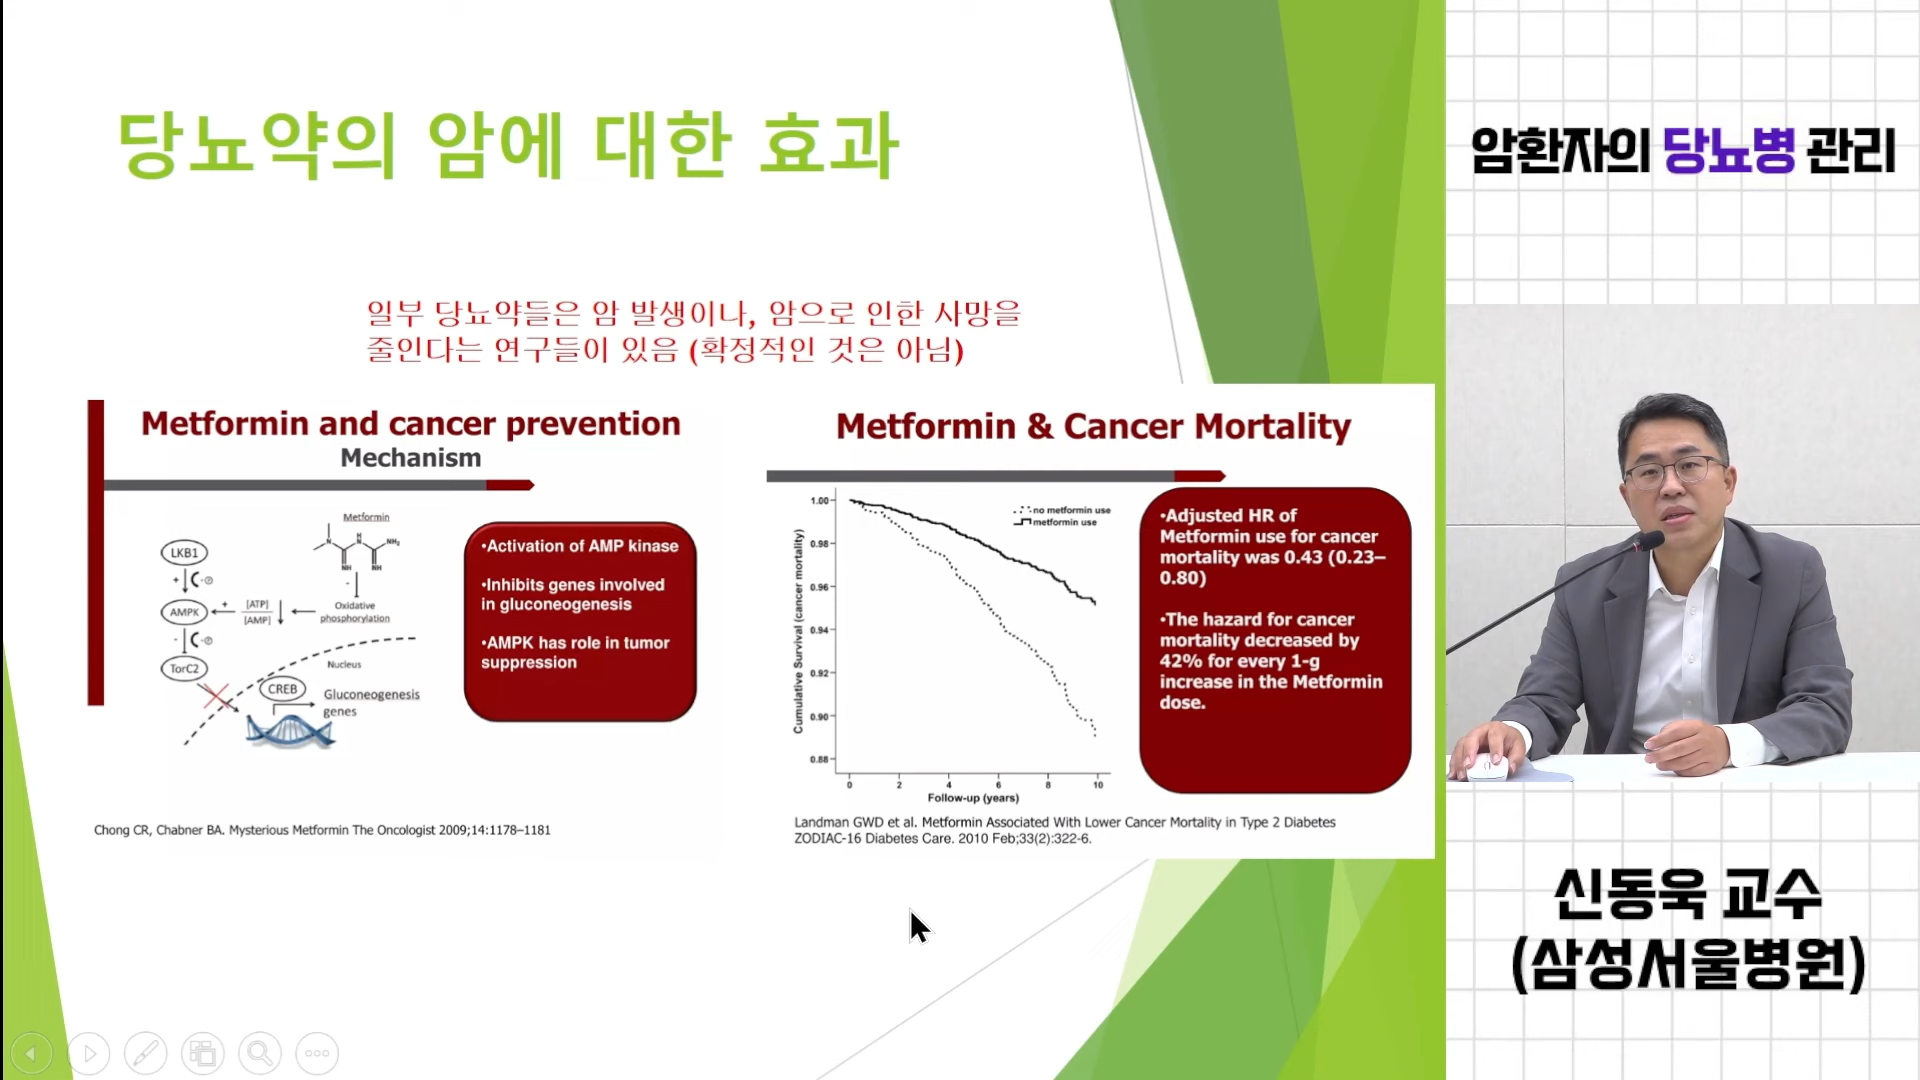 당뇨약의 암에 대한 효과
일부 당뇨약들은 암 발생이나, 암으로 인한 사망을
줄인다는 연구들이 있음 (확정적인 것은 아님)
Metformin and cancer prevention
Mechanism
Metformin
LKB1
AMPK
[ATP]
[AMP]
Oxidative
phosphorylation
TorC2
Nucleus
CREB
Gluconeogenesis
genes
•Activation of AMP kinase
•Inhibits genes involved
in gluconeogenesis
•AMPK has role in tumor
suppression
Chong CR, Chabner BA. Mysterious Metformin The Oncologist 2009;14:1178–1181
Metformin & Cancer Mortality
Cumulative Survival (cancer mortality)
1.00
0.98
0.96
0.94
0.92
0.90
0.88
0 2 4 6 8 10
Follow-up (years)
no metformin use
metformin use
•Adjusted HR of
Metformin use for cancer
mortality was 0.43 (0.23–
0.80)
•The hazard for cancer
mortality decreased by
42% for every 1-g
increase in the Metformin
dose.
Landman GWD et al. Metformin Associated With Lower Cancer Mortality in Type 2 Diabetes
ZODIAC-16 Diabetes Care. 2010 Feb;33(2):322-6.
암환자의 당뇨병 관리
신동욱 교수
(삼성서울병원)